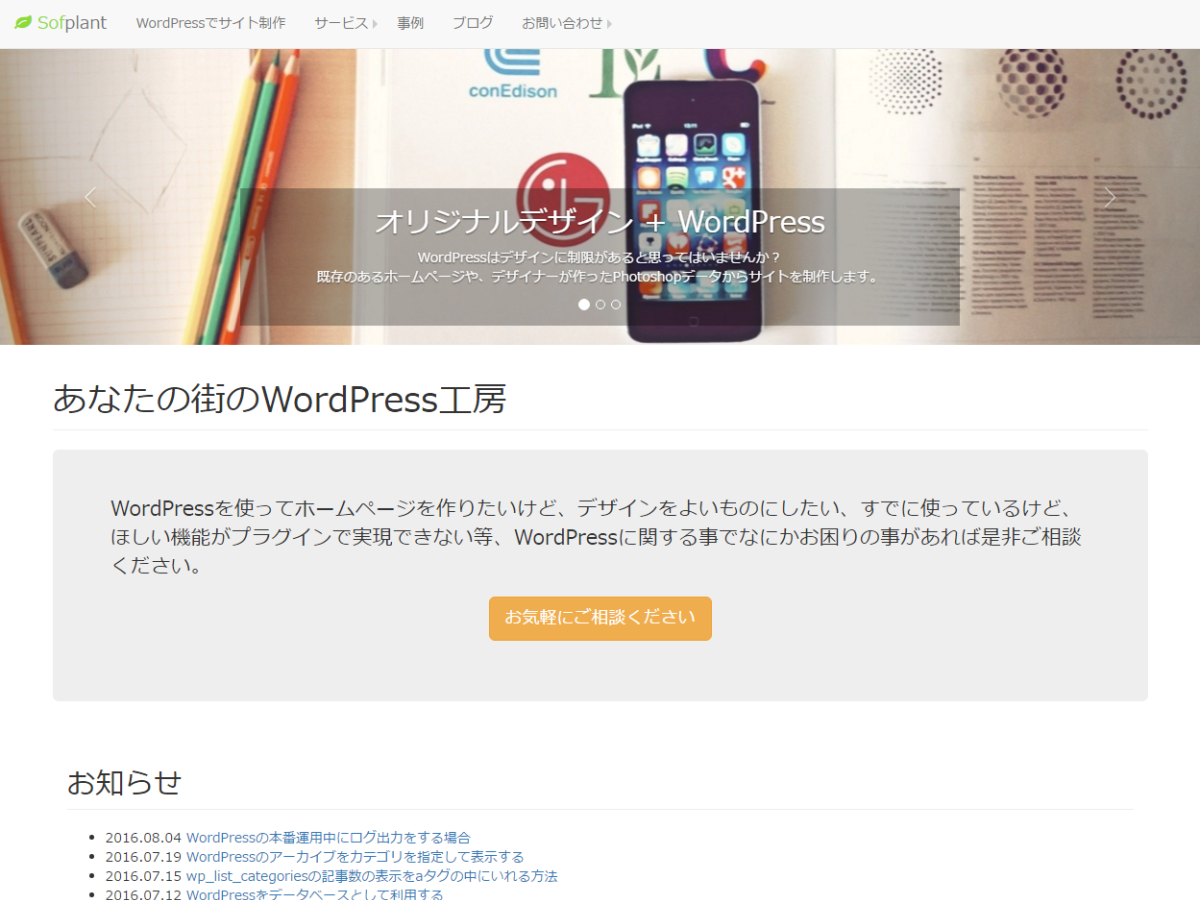 Sofplant
WordPressでサイト制作
サービス
事例
ブログ
お問い合わせ
conEdison
LG
オリジナルデザイン + WordPress
WordPressはデザインに制限があると思ってはいませんか？
既存のあるホームページや、デザイナーが作ったPhotoshopデータからサイトを制作します。
あなたの街のWordPress工房
WordPressを使ってホームページを作りたいけど、デザインをよいものにしたい、すでに使っているけど、
ほしい機能がプラグインで実現できない等、WordPressに関する事でなにかお困りの事があれば是非ご相談
ください。
お気軽にご相談ください
お知らせ
2016.08.04 WordPressの本番運用中にログ出力をする場合
2016.07.19 WordPressのアーカイブをカテゴリを指定して表示する
2016.07.15 wp_list_categoriesの記事数の表示をaタグの中にいれる方法
2016.07.12 WordPressをデータベースとして利用する